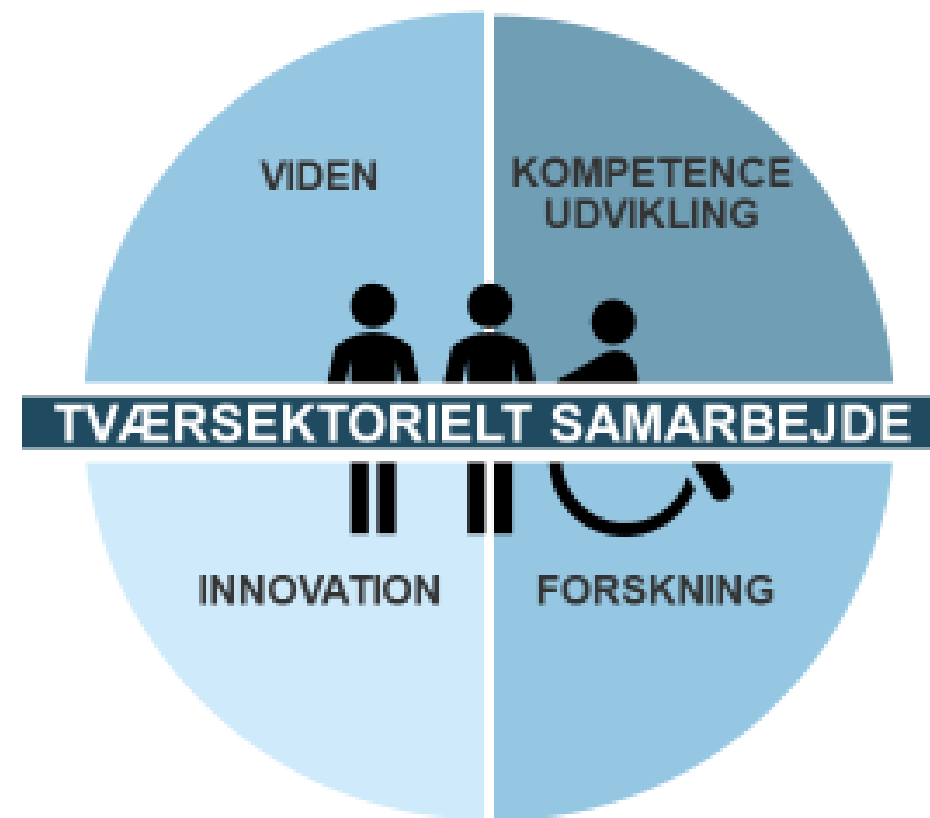 VIDEN
KOMPETENCE
UDVIKLING
TVÆRSEKTORIELT SAMARBEJDE
INNOVATION
FORSKNING